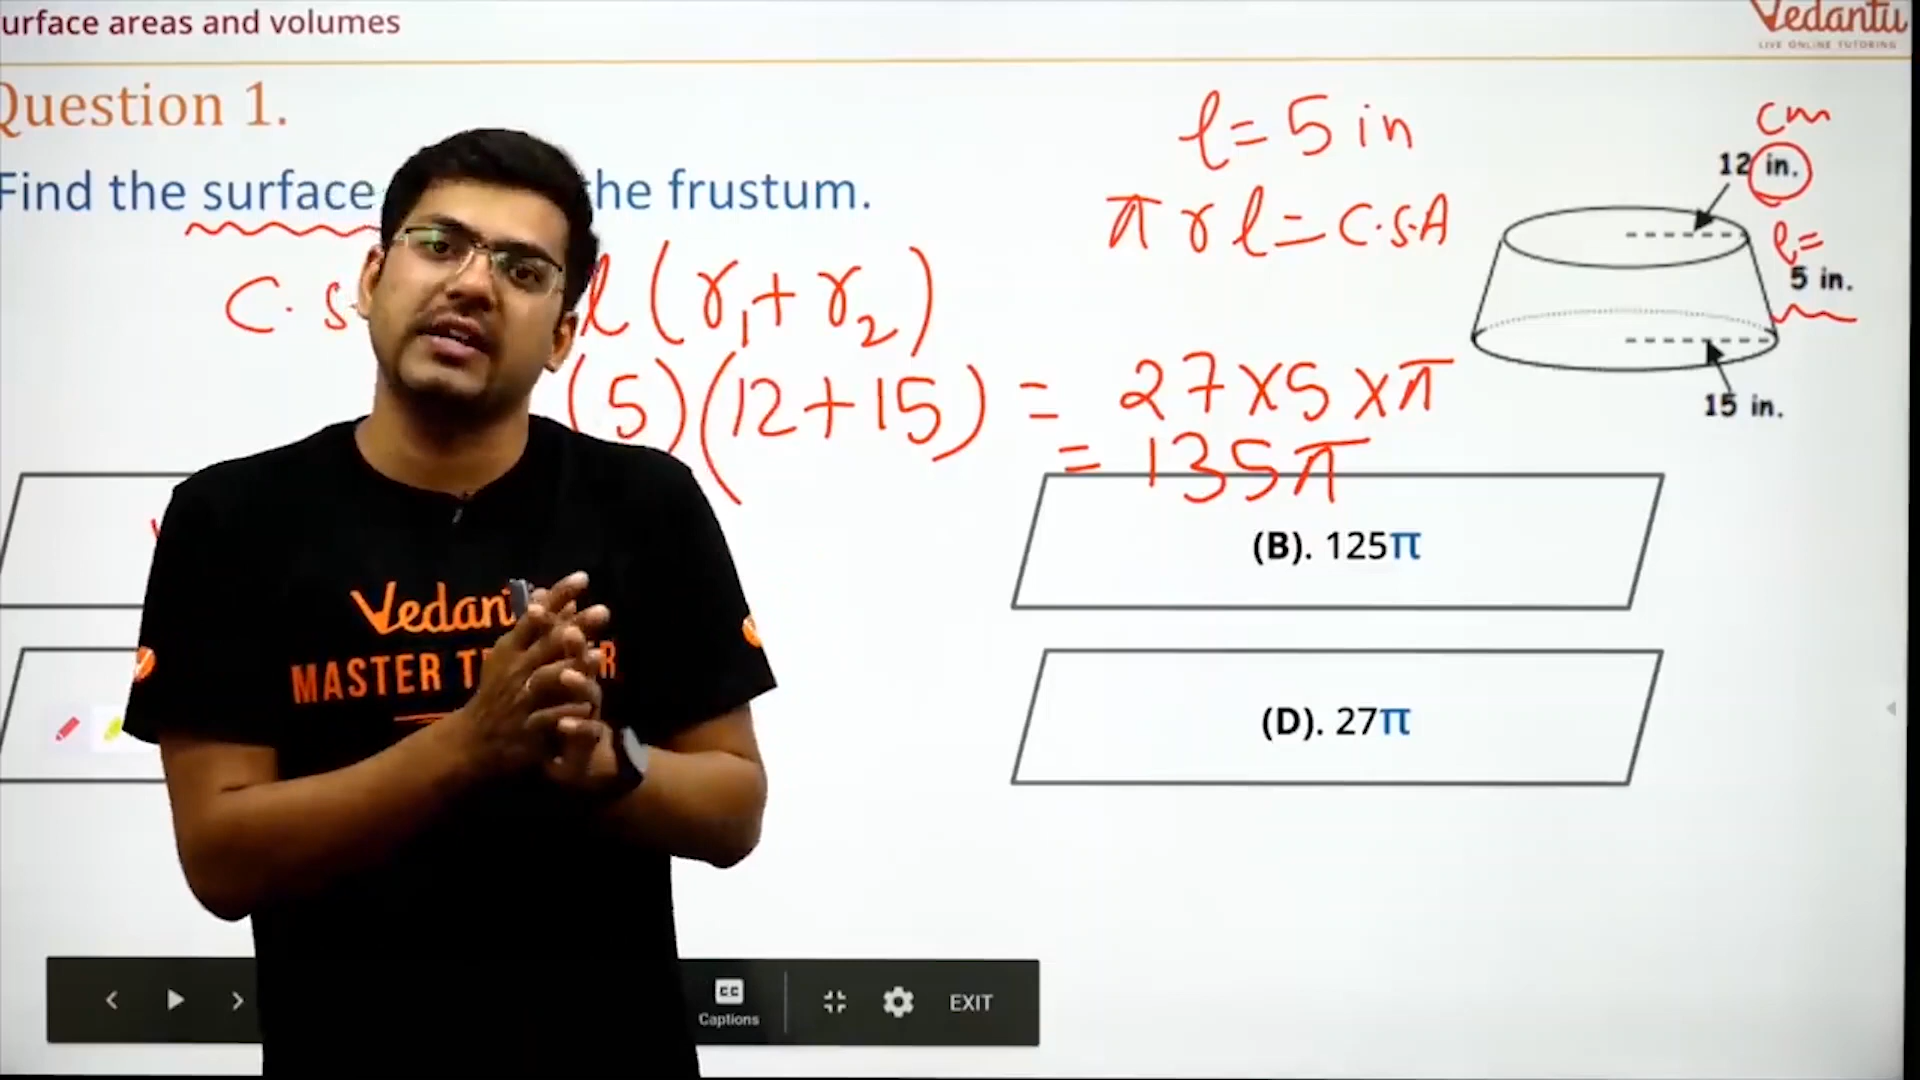 urface areas and volumes
Vedantu
LIVE ONLINE TUTORING
Question 1.
Find the surface he frustum.
l = 5 in
π r l = C.S.A
cm
12 in.
l =
5 in.
15 in.
C. S. l (r₁ + r₂)
(5)(12+15) = 27×5×π
= 135π
(B). 125π
(D). 27π
Vedant
MASTER T R
CC
Captions
EXIT